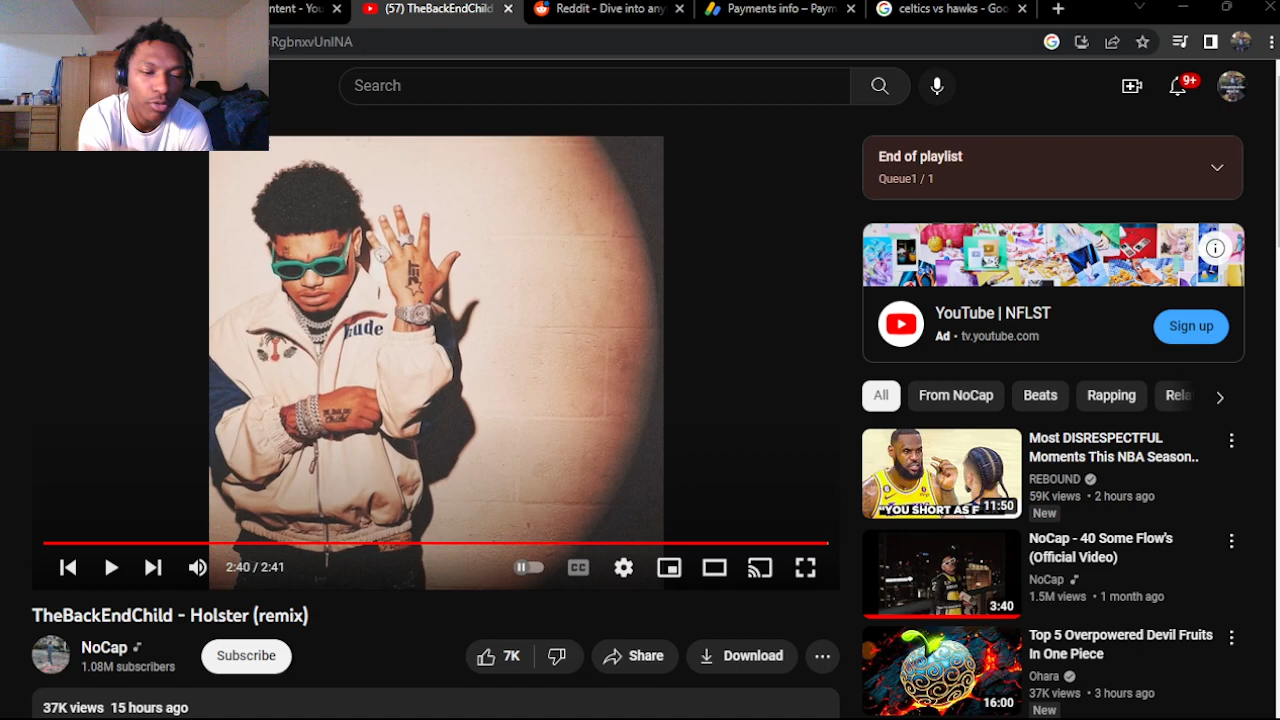 ntent - You
(57) TheBackEndChild
Reddit - Dive into any
Payments info – Paym
celtics vs hawks - Goo
RgbnxvUnINA
Search
9+
End of playlist
Queue1 / 1
YouTube | NFLST
Ad • tv.youtube.com
Sign up
All
From NoCap
Beats
Rapping
Rela
Rude
Most DISRESPECTFUL
Moments This NBA Season..
REBOUND
59K views • 2 hours ago
New
"YOU SHORT AS F
11:50
NoCap - 40 Some Flow's
(Official Video)
NoCap
1.5M views • 1 month ago
3:40
Top 5 Overpowered Devil Fruits
In One Piece
Ohara
37K views • 3 hours ago
New
16:00
2:40 / 2:41
CC
TheBackEndChild - Holster (remix)
NoCap
1.08M subscribers
Subscribe
7K
Share
Download
37K views 15 hours ago